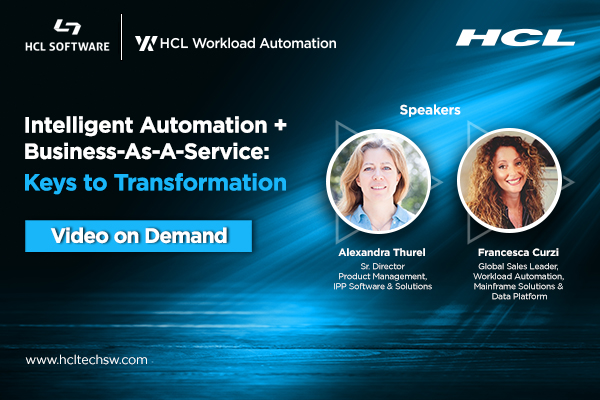 HCL SOFTWARE
HCL Workload Automation
HCL
Intelligent Automation +
Business-As-A-Service:
Keys to Transformation
Video on Demand
Speakers
Alexandra Thurel
Sr. Director
Product Management,
IPP Software & Solutions
Francesca Curzi
Global Sales Leader,
Workload Automation,
Mainframe Solutions &
Data Platform
www.hcltechsw.com